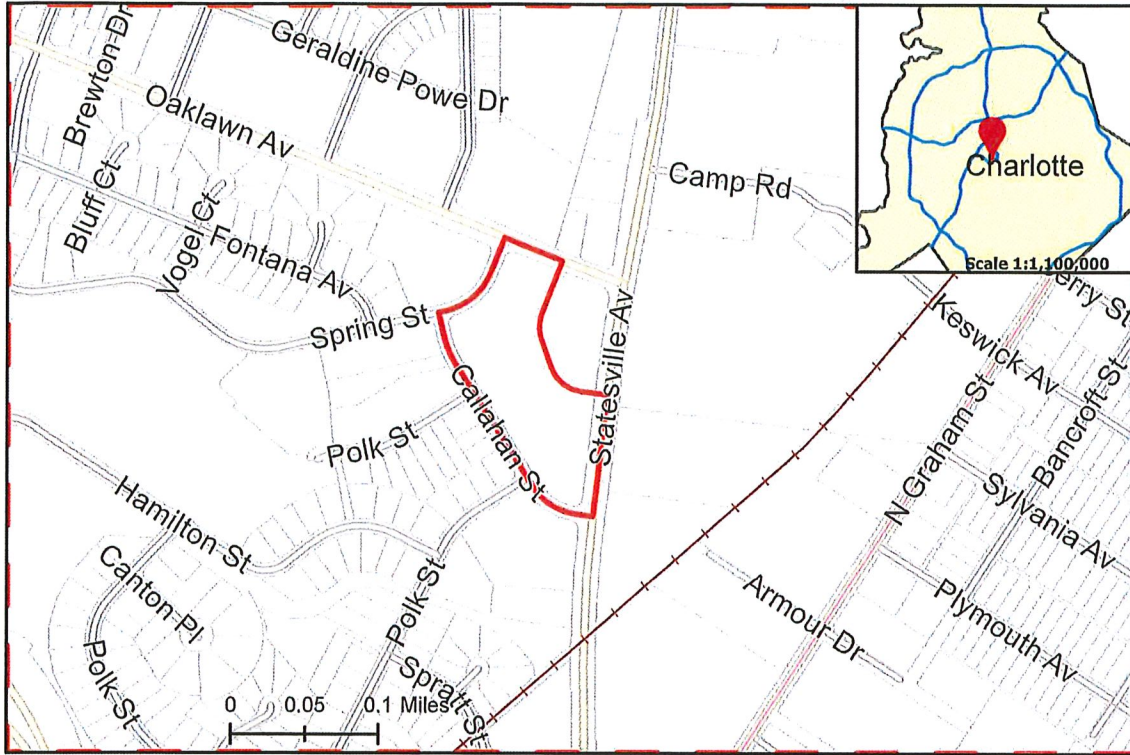 Geraldine Powe Dr
Brewton Dr
Oaklawn Av
Charlotte
Scale 1:1,100,000
Camp Rd
Bluff Ct
Vogel Ct
Fontana Av
Spring St
Statesville Av
Keswick Av
Callahan St
Bancroft St
N Graham St
Polk St
Sylvania Av
Hamilton St
Canton Pl
Polk St
Plymouth Av
Armour Dr
Polk St
Spratt St
0 0.05 0.1 Miles